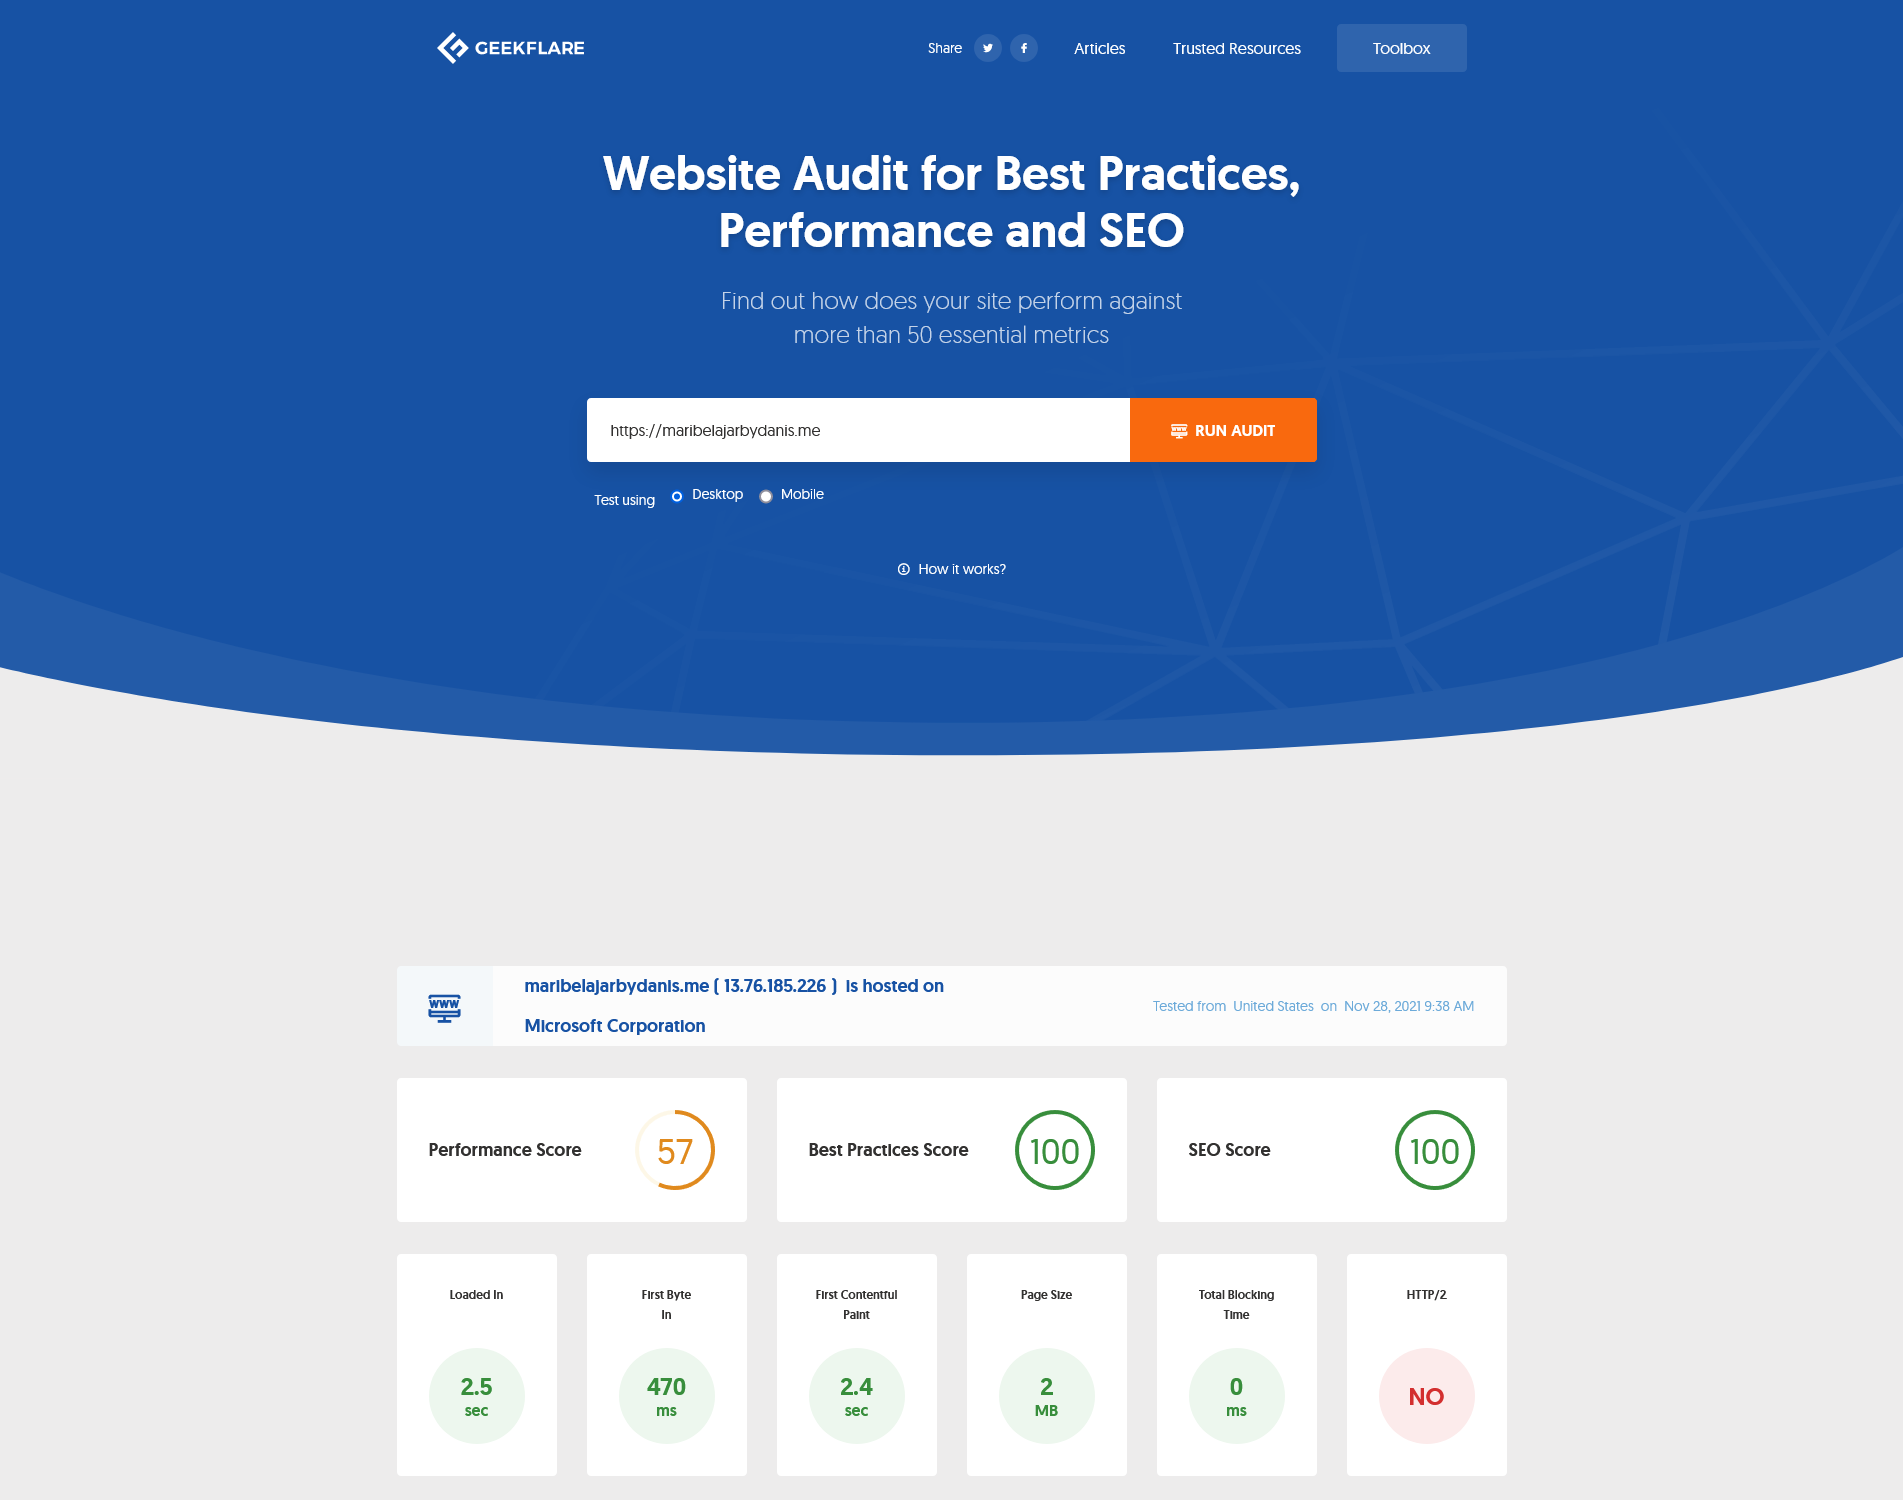 GEEKFLARE
Share
Articles
Trusted Resources
Toolbox
Website Audit for Best Practices,
Performance and SEO
Find out how does your site perform against
more than 50 essential metrics
https://maribelajarbydanis.me
RUN AUDIT
Test using
Desktop
Mobile
How it works?
WWW
maribelajarbydanis.me ( 13.76.185.226 ) is hosted on
Microsoft Corporation
Tested from United States on Nov 28, 2021 9:38 AM
Performance Score
57
Best Practices Score
100
SEO Score
100
Loaded In
2.5
sec
First Byte
In
470
ms
First Contentful
Paint
2.4
sec
Page Size
2
MB
Total Blocking
Time
0
ms
HTTP/2
NO